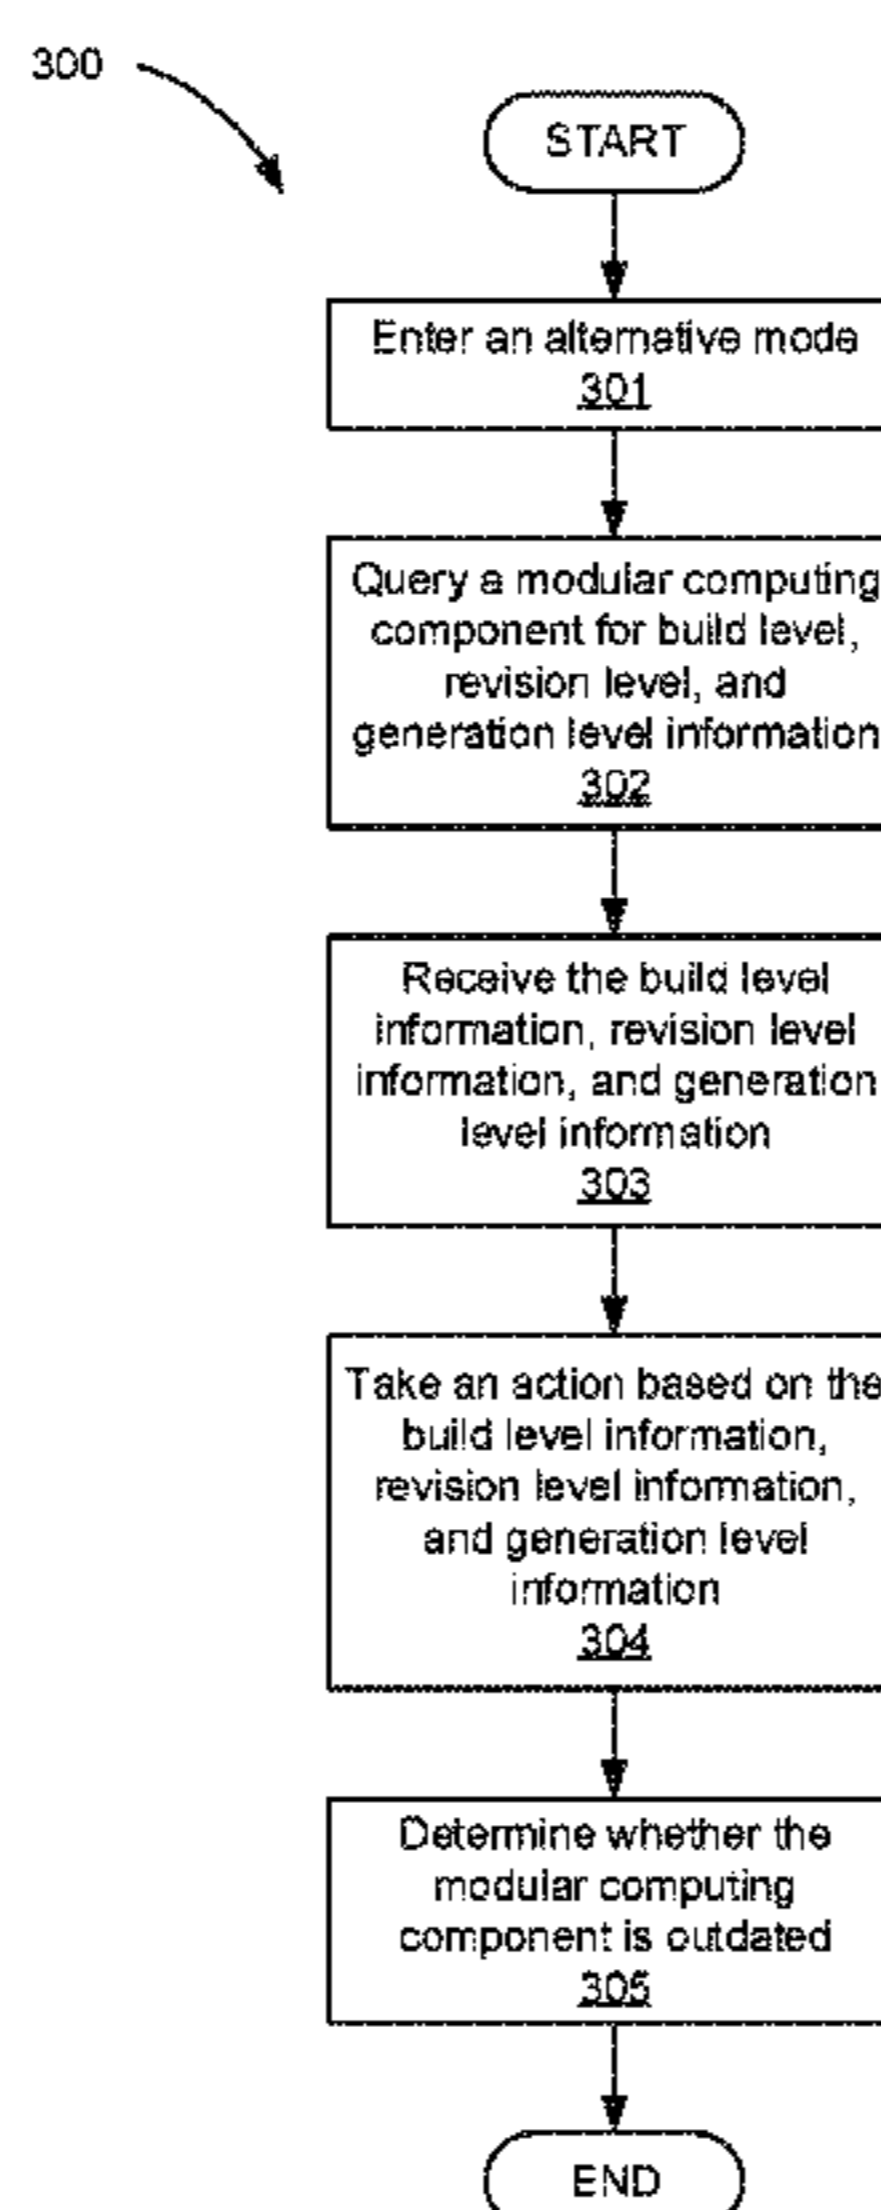 300
START
Enter an alternative mode
301
Query a modular computing
component for build level,
revision level, and
generation level information
302
Receive the build level
information, revision level
information, and generation
level information
303
Take an action based on the
build level information,
revision level information,
and generation level
information
304
Determine whether the
modular computing
component is outdated
305
END